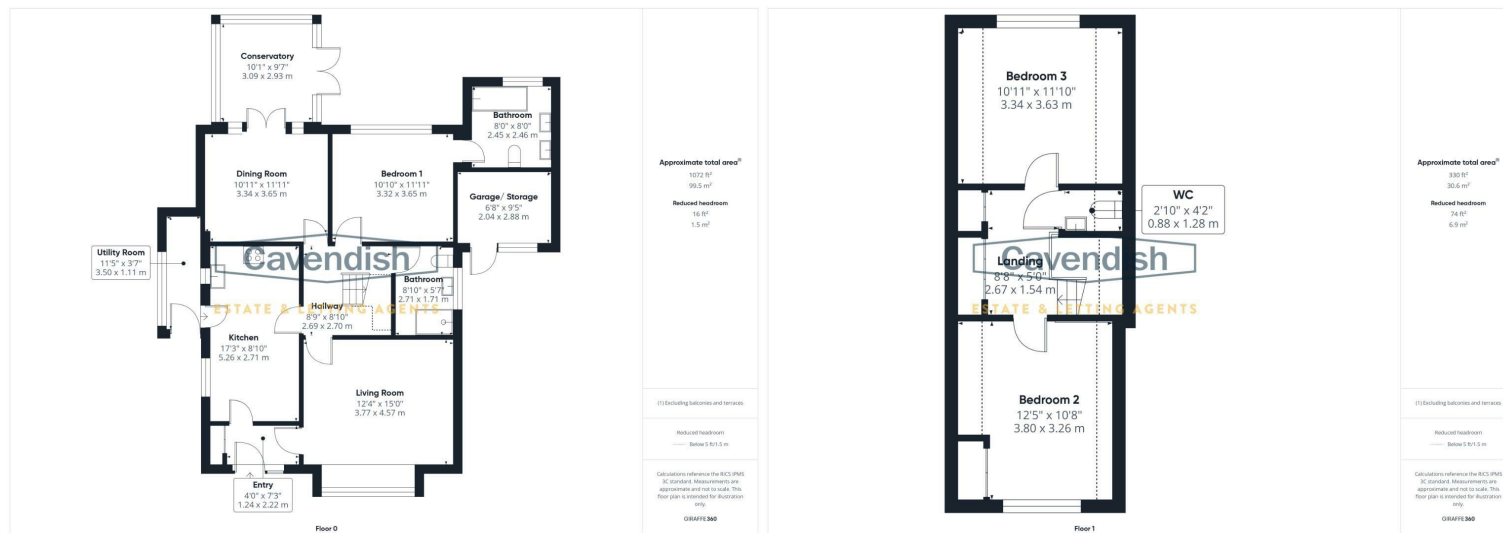 Conservatory
10'1" x 9'7"
3.09 x 2.93 m
Bathroom
8'0" x 8'0"
2.45 x 2.46 m
Dining Room
10'11" x 11'11"
3.34 x 3.65 m
Bedroom 1
10'10" x 11'11"
3.32 x 3.65 m
Garage/ Storage
6'8" x 9'5"
2.04 x 2.88 m
Utility Room
11'5" x 3'7"
3.50 x 1.11 m
Cavendish
ESTATE & LETTING AGENTS
Bathroom
8'10" x 5'7"
2.71 x 1.71 m
Hallway
8'9" x 8'10"
2.69 x 2.70 m
Kitchen
17'3" x 8'10"
5.26 x 2.71 m
Living Room
12'4" x 15'0"
3.77 x 4.57 m
Entry
4'0" x 7'3"
1.24 x 2.22 m
Floor 0
Approximate total area(1)
1072 ft²
99.5 m²
Reduced headroom
16 ft²
1.5 m²
(1) Excluding balconies and terraces
Reduced headroom
Below 5 ft/1.5 m
Calculations reference the RICS IPMS
3C standard. Measurements are
approximate and not to scale. This
floor plan is intended for illustration
only.
GIRAFFE360
Bedroom 3
10'11" x 11'10"
3.34 x 3.63 m
WC
2'10" x 4'2"
0.88 x 1.28 m
Cavendish
ESTATE & LETTING AGENTS
Landing
8'8" x 5'0"
2.67 x 1.54 m
Bedroom 2
12'5" x 10'8"
3.80 x 3.26 m
Floor 1
Approximate total area(1)
330 ft²
30.6 m²
Reduced headroom
74 ft²
6.9 m²
(1) Excluding balconies and terraces
Reduced headroom
Below 5 ft/1.5 m
Calculations reference the RICS IPMS
3C standard. Measurements are
approximate and not to scale. This
floor plan is intended for illustration
only.
GIRAFFE360